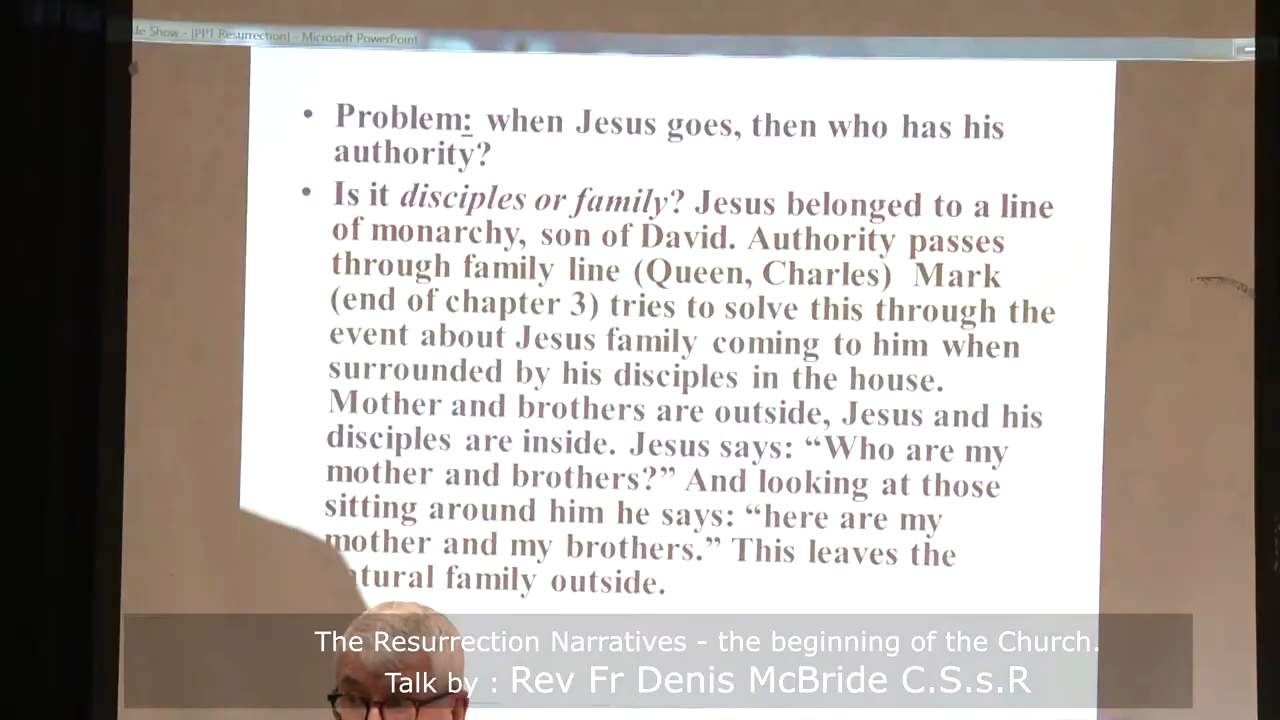 de Show - [PPT Resurrection] - Microsoft PowerPoint
• Problem: when Jesus goes, then who has his
authority?
• Is it disciples or family? Jesus belonged to a line
of monarchy, son of David. Authority passes
through family line (Queen, Charles) Mark
(end of chapter 3) tries to solve this through the
event about Jesus family coming to him when
surrounded by his disciples in the house.
Mother and brothers are outside, Jesus and his
disciples are inside. Jesus says: “Who are my
mother and brothers?” And looking at those
sitting around him he says: “here are my
mother and my brothers.” This leaves the
atural family outside.
The Resurrection Narratives - the beginning of the Church.
Talk by : Rev Fr Denis McBride C.S.s.R